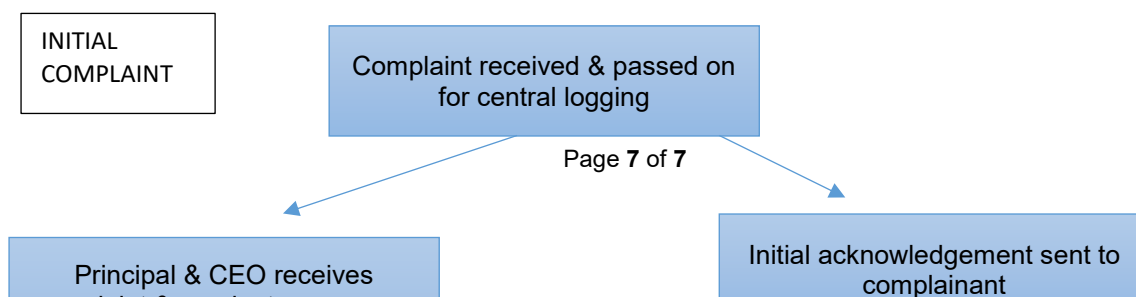 INITIAL
COMPLAINT
Complaint received & passed on
for central logging
Page 7 of 7
Principal & CEO receives
Initial acknowledgement sent to
complainant